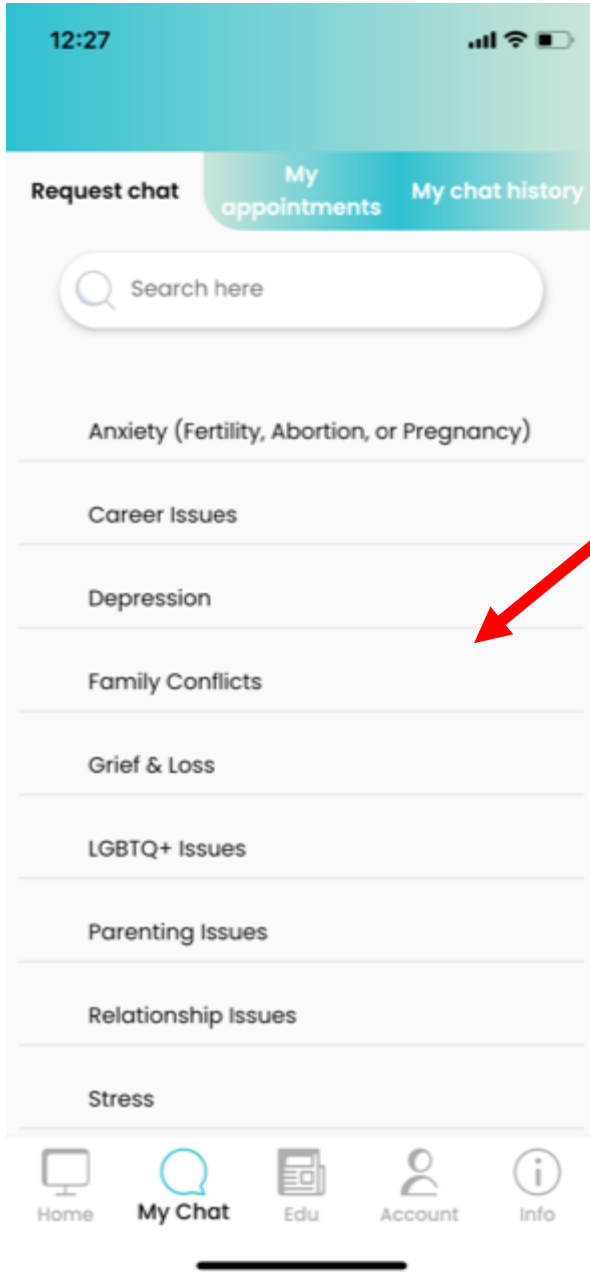 12:27
Request chat
My
appointments
My chat history
Search here
Anxiety (Fertility, Abortion, or Pregnancy)
Career Issues
Depression
Family Conflicts
Grief & Loss
LGBTQ+ Issues
Parenting Issues
Relationship Issues
Stress
Home
My Chat
Edu
Account
Info